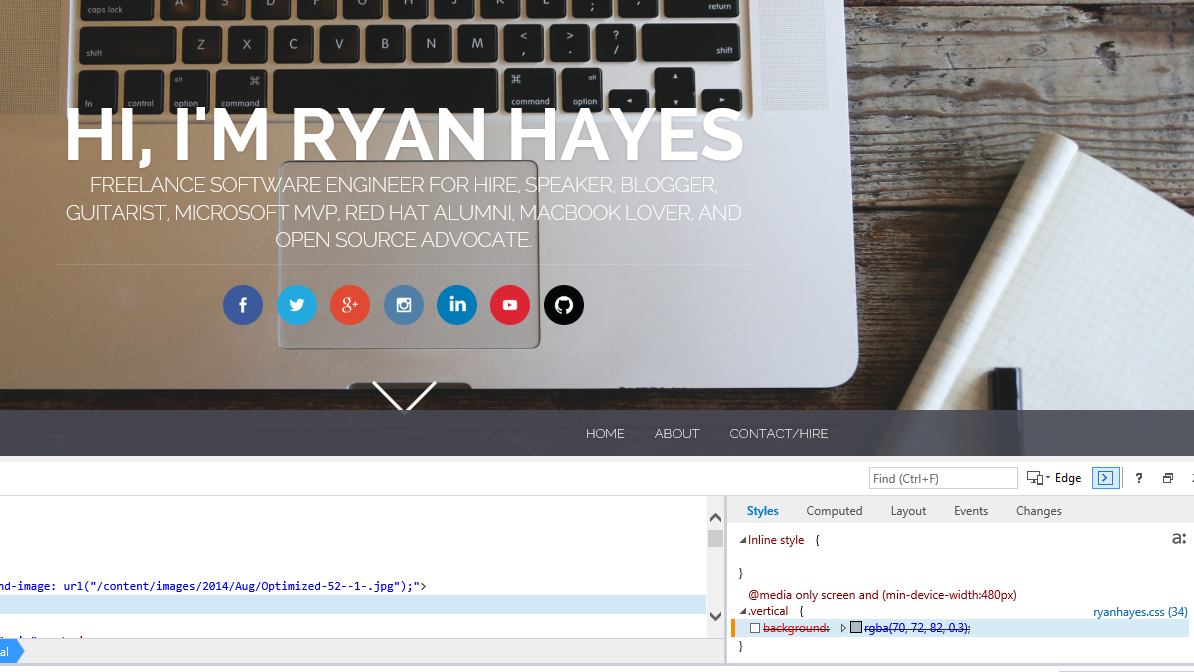 caps lock
A
S
D
F
G
H
J
K
L
;
return
shift
Z
X
C
V
B
N
M
<
,
>
.
?
/
shift
fn
control
alt
option
⌘
command
⌘
command
alt
option
HI, I'M RYAN HAYES
FREELANCE SOFTWARE ENGINEER FOR HIRE, SPEAKER, BLOGGER,
GUITARIST, MICROSOFT MVP, RED HAT ALUMNI, MACBOOK LOVER, AND
OPEN SOURCE ADVOCATE.
f g+ in
HOME ABOUT CONTACT/HIRE
Find (Ctrl+F) Edge ?
Styles Computed Layout Events Changes
Inline style {
a:
}
nd-image: url("/content/images/2014/Aug/Optimized-52--1-.jpg");">
@media only screen and (min-device-width:480px)
.vertical { ryanhayes.css (34)
background: rgba(70, 72, 82, 0.3);
}
al